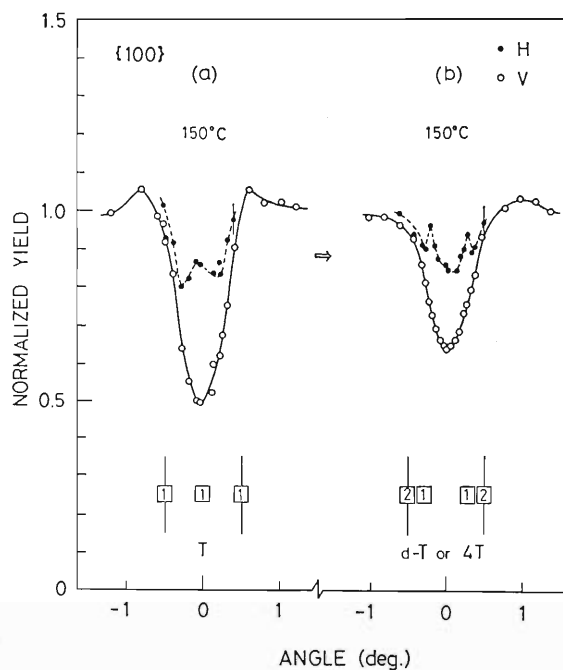 1.5
{100}
(a)
(b)
• H
○ V
150°C
150°C
1.0
⇒
0.5
1 1 1
2 1 1 2
T
d-T or 4T
0
-1 0 1
-1 0 1
ANGLE (deg.)
NORMALIZED YIELD